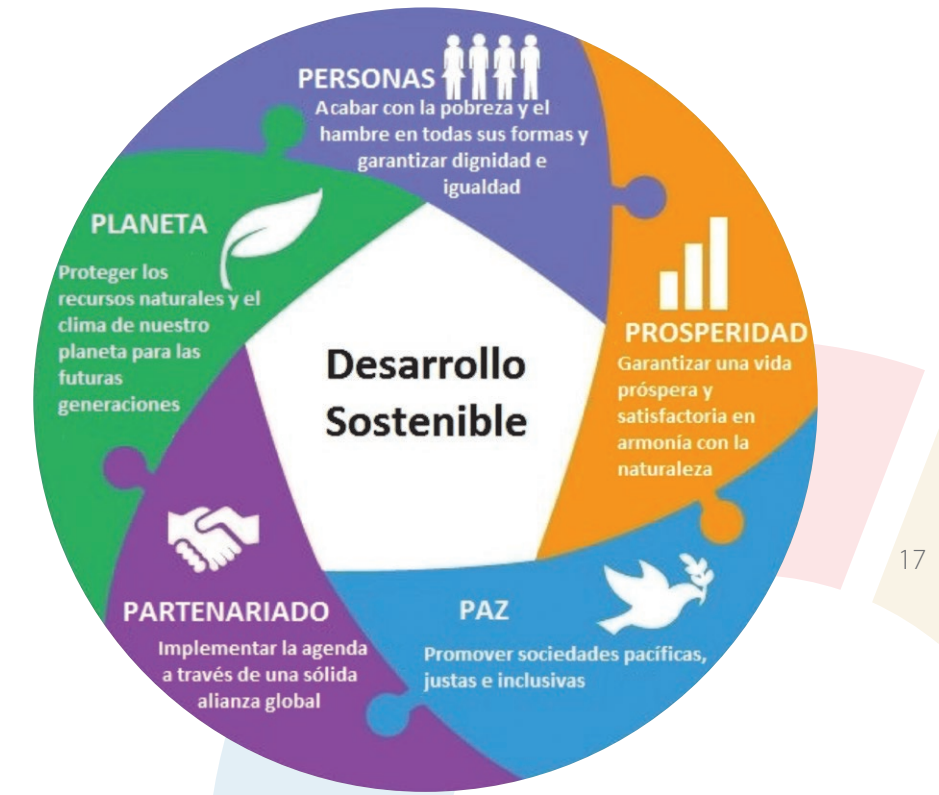 PERSONAS
Acabar con la pobreza y el
hambre en todas sus formas y
garantizar dignidad e
igualdad
PLANETA
Proteger los
recursos naturales y el
clima de nuestro
planeta para las
futuras
generaciones
Desarrollo
Sostenible
PROSPERIDAD
Garantizar una vida
próspera y
satisfactoria en
armonía con la
naturaleza
PARTENARIADO
Implementar la agenda
a través de una sólida
alianza global
PAZ
Promover sociedades pacíficas,
justas e inclusivas
17